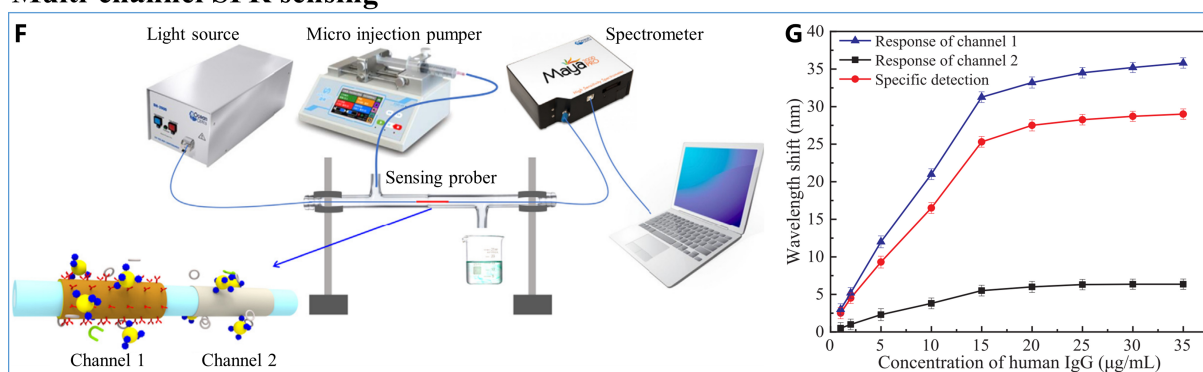 Multi-channel SPR sensing
F
Light source
Micro injection pumper
Spectrometer
Maya
Sensing prober
Channel 1
Channel 2
G
Response of channel 1
Response of channel 2
Specific detection
Wavelength shift (nm)
40
35
30
25
20
15
10
5
0
0 5 10 15 20 25 30 35
Concentration of human IgG (μg/mL)